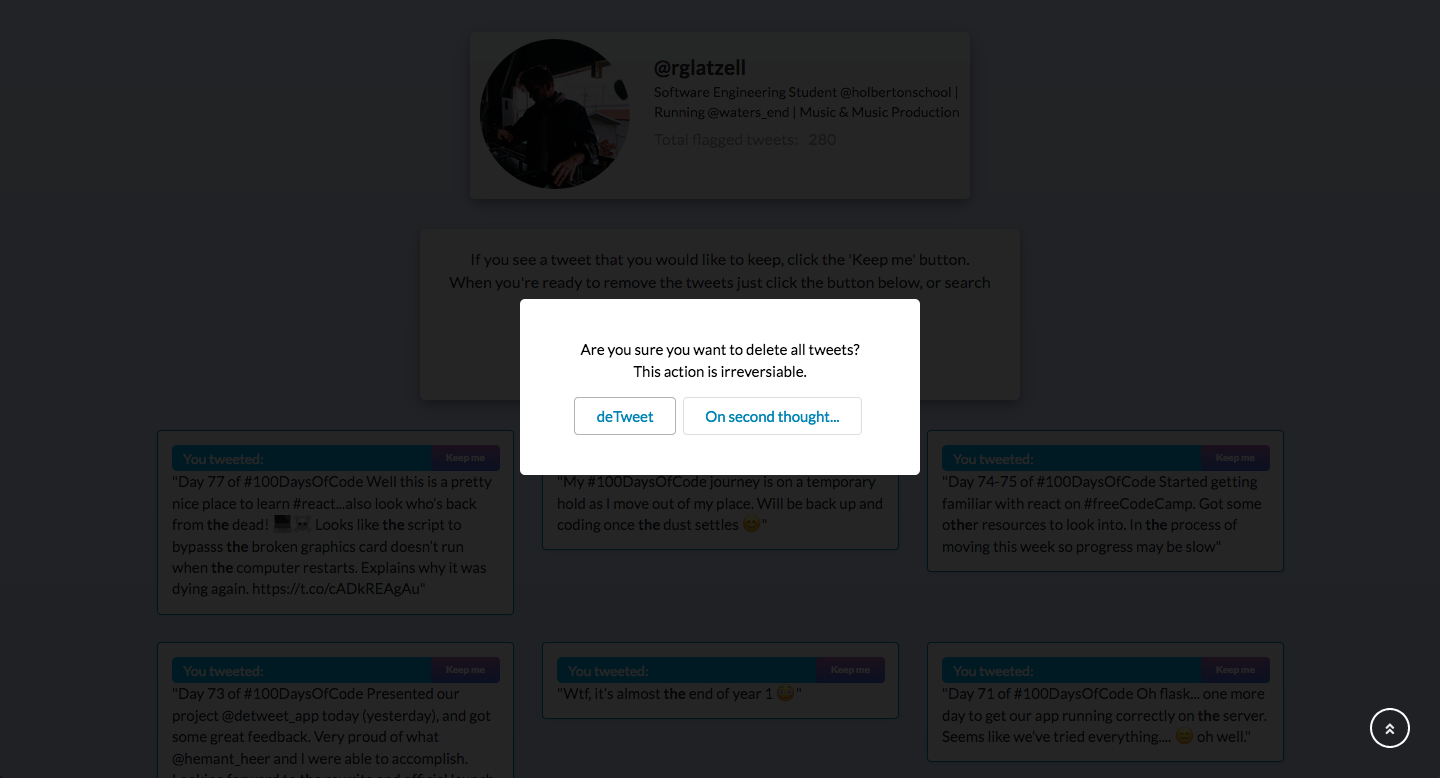 @rglatzell
Software Engineering Student @holbertonschool |
Running @waters_end | Music & Music Production
Total flagged tweets: 280
If you see a tweet that you would like to keep, click the 'Keep me' button.
When you're ready to remove the tweets just click the button below, or search
Are you sure you want to delete all tweets?
This action is irreversiable.
deTweet
On second thought...
You tweeted:
Keep me
"Day 77 of #100DaysOfCode Well this is a pretty
nice place to learn #react...also look who's back
from the dead! Looks like the script to
bypasss the broken graphics card doesn't run
when the computer restarts. Explains why it was
dying again. https://t.co/cADkREAgAu"
"My #100DaysOfCode journey is on a temporary
hold as I move out of my place. Will be back up and
coding once the dust settles 😊"
You tweeted:
Keep me
"Day 74-75 of #100DaysOfCode Started getting
familiar with react on #freeCodeCamp. Got some
other resources to look into. In the process of
moving this week so progress may be slow"
You tweeted:
Keep me
"Day 73 of #100DaysOfCode Presented our
project @detweet_app today (yesterday), and got
some great feedback. Very proud of what
@hemant_heer and I were able to accomplish.
You tweeted:
Keep me
"Wtf, it's almost the end of year 1 😳"
You tweeted:
Keep me
"Day 71 of #100DaysOfCode Oh flask... one more
day to get our app running correctly on the server.
Seems like we've tried everything.... 😅 oh well."